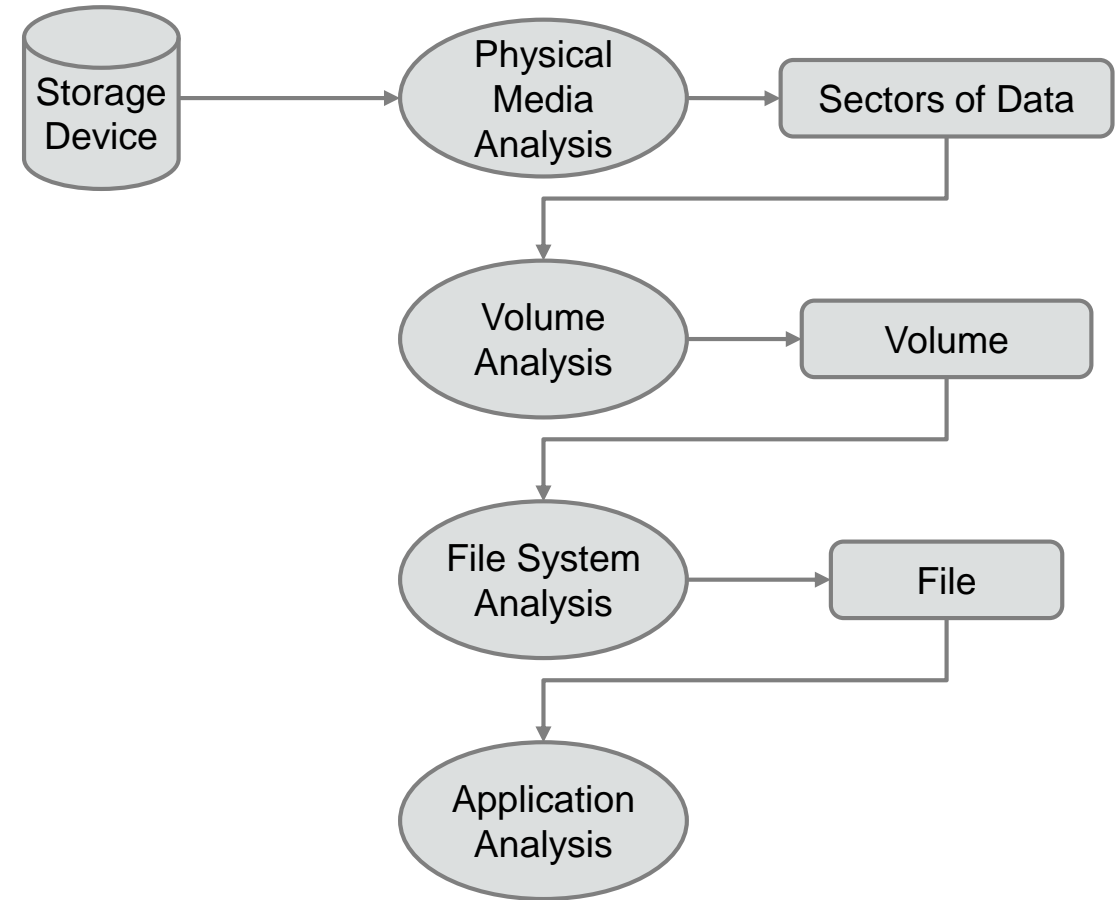 Storage
Device
Physical
Media
Analysis
Sectors of Data
Volume
Analysis
Volume
File System
Analysis
File
Application
Analysis